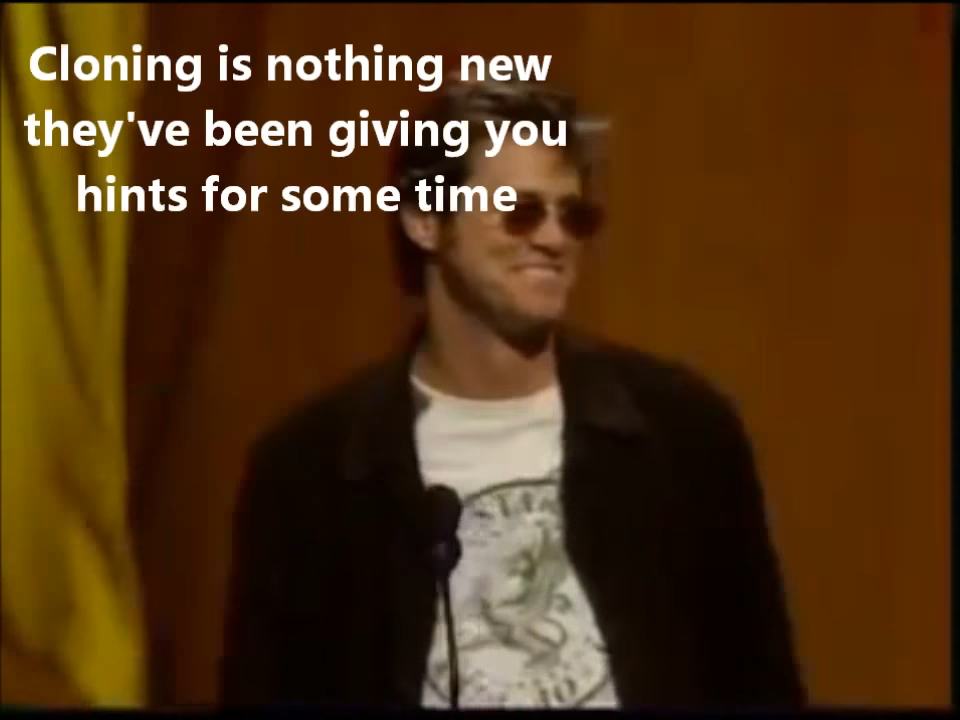 Cloning is nothing new
they've been giving you
hints for some time